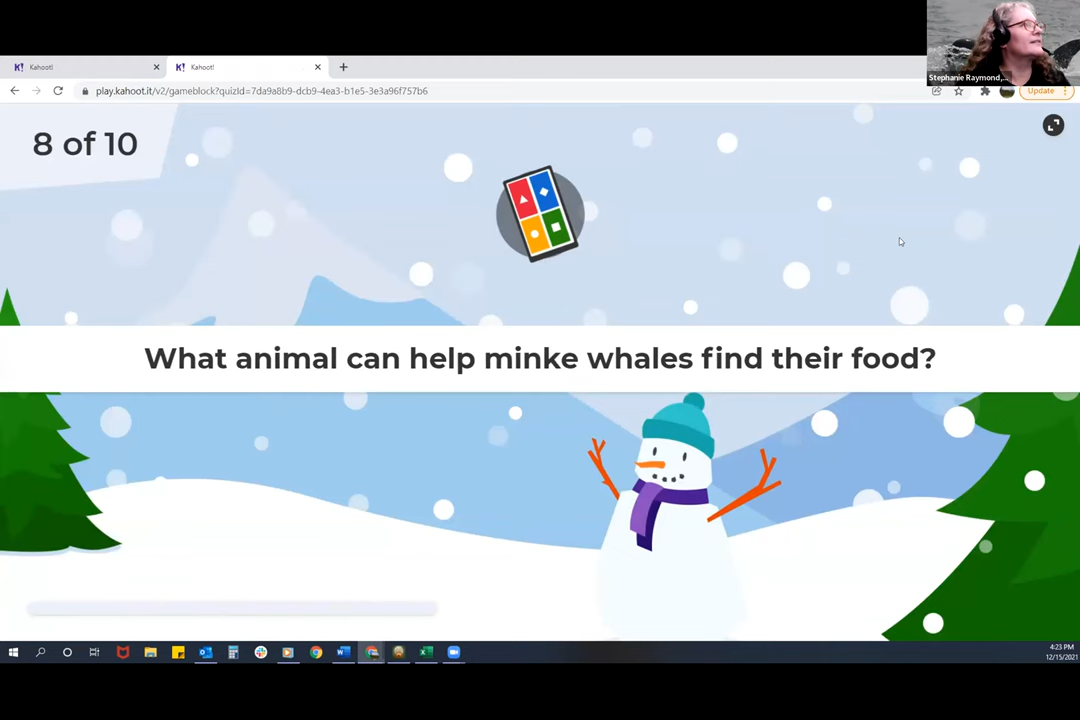 Kahoot!
Kahoot!
play.kahoot.it/v2/gameblock?quizId=7da9a8b9-dcb9-4ea3-b1e5-3e3a96f757b6
Update
Stephanie Raymond,...
8 of 10
What animal can help minke whales find their food?
4:23 PM
12/15/2021